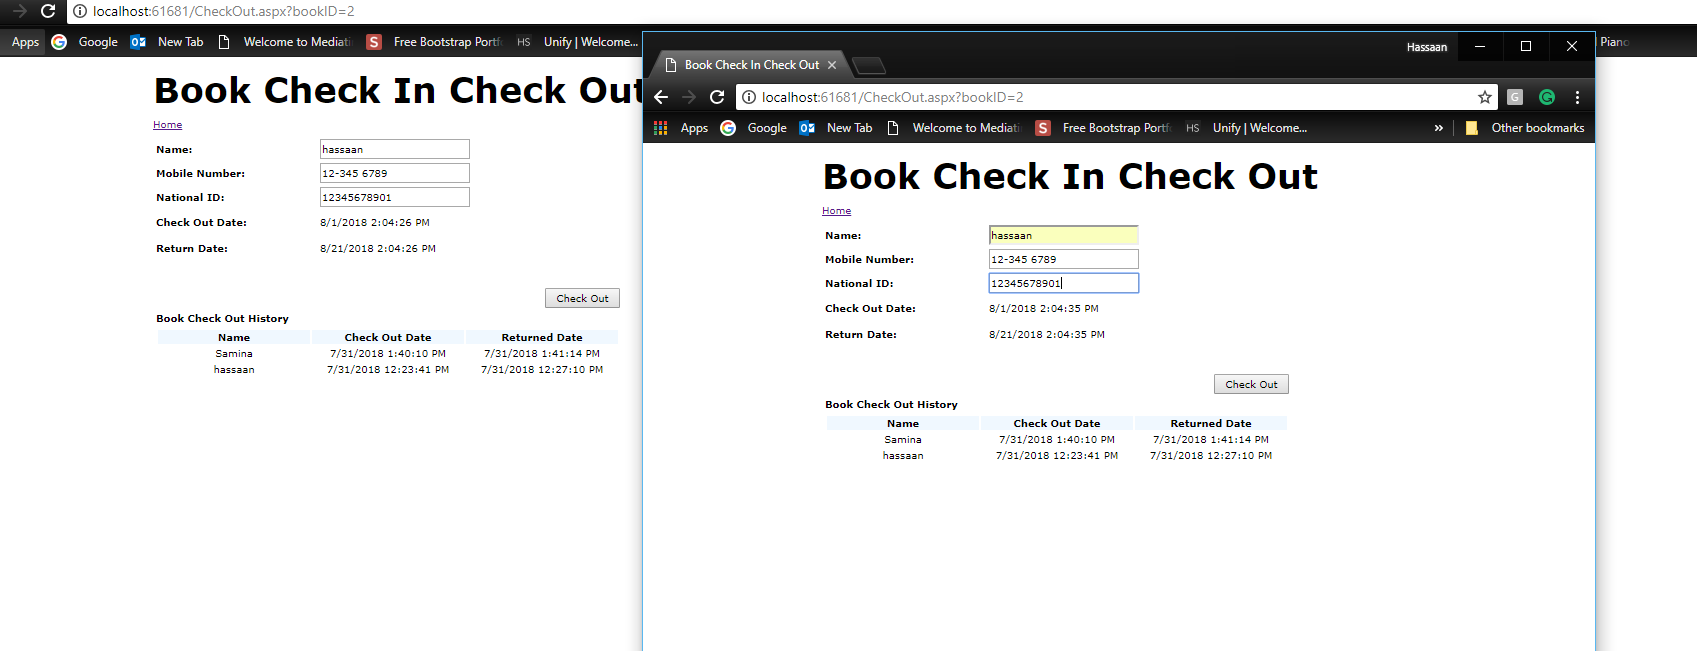 localhost:61681/CheckOut.aspx?bookID=2
Apps Google New Tab Welcome to Mediati Free Bootstrap Portf HS Unify | Welcome...
Book Check In Check Out
Home
Name: hassaan
Mobile Number: 12-345 6789
National ID: 12345678901
Check Out Date: 8/1/2018 2:04:26 PM
Return Date: 8/21/2018 2:04:26 PM
Check Out
Book Check Out History
Name Check Out Date Returned Date
Samina 7/31/2018 1:40:10 PM 7/31/2018 1:41:14 PM
hassaan 7/31/2018 12:23:41 PM 7/31/2018 12:27:10 PM
Hassaan
Book Check In Check Out
localhost:61681/CheckOut.aspx?bookID=2
Apps Google New Tab Welcome to Mediati Free Bootstrap Portf HS Unify | Welcome... » Other bookmarks
Piano
Book Check In Check Out
Home
Name: hassaan
Mobile Number: 12-345 6789
National ID: 12345678901
Check Out Date: 8/1/2018 2:04:35 PM
Return Date: 8/21/2018 2:04:35 PM
Check Out
Book Check Out History
Name Check Out Date Returned Date
Samina 7/31/2018 1:40:10 PM 7/31/2018 1:41:14 PM
hassaan 7/31/2018 12:23:41 PM 7/31/2018 12:27:10 PM